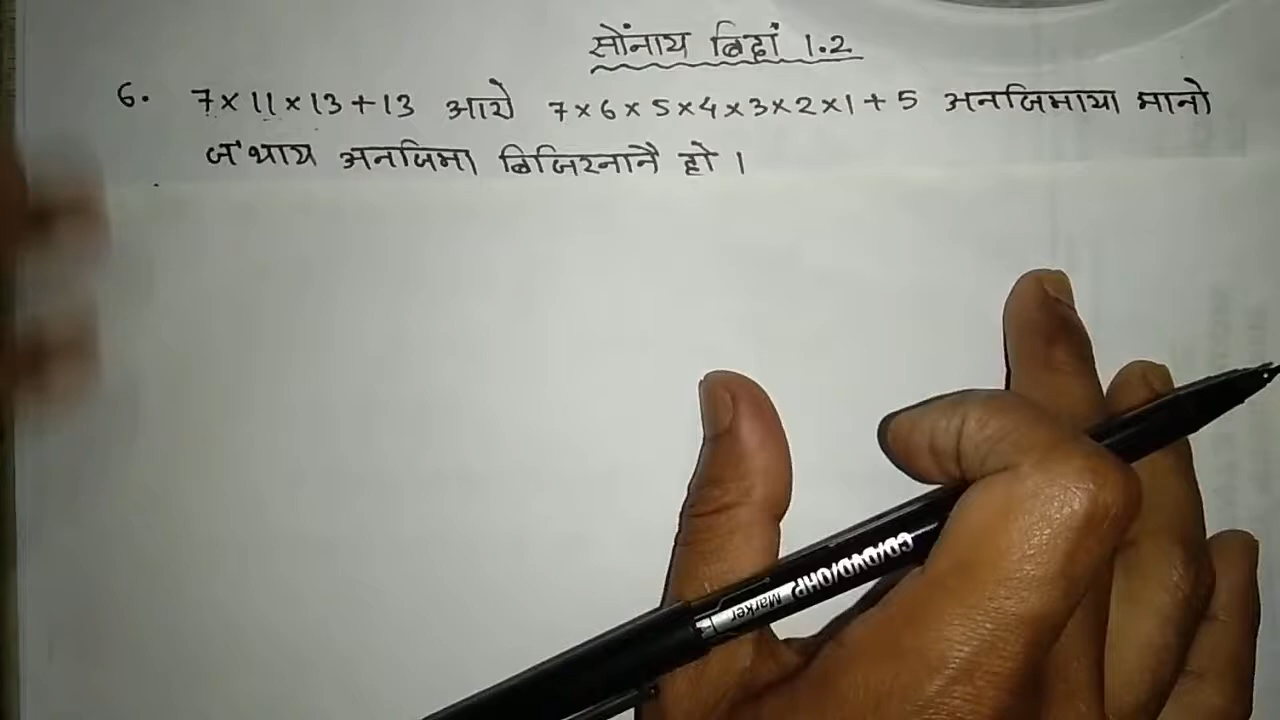 सोंनाय बिदां 1.2
6. 7×11×13+13 आरो 7×6×5×4×3×2×1+5 अनजिमाया मानो
ज'थाय अनजिमा बिजिरनानै हो।
CD/DVD/OHP Marker